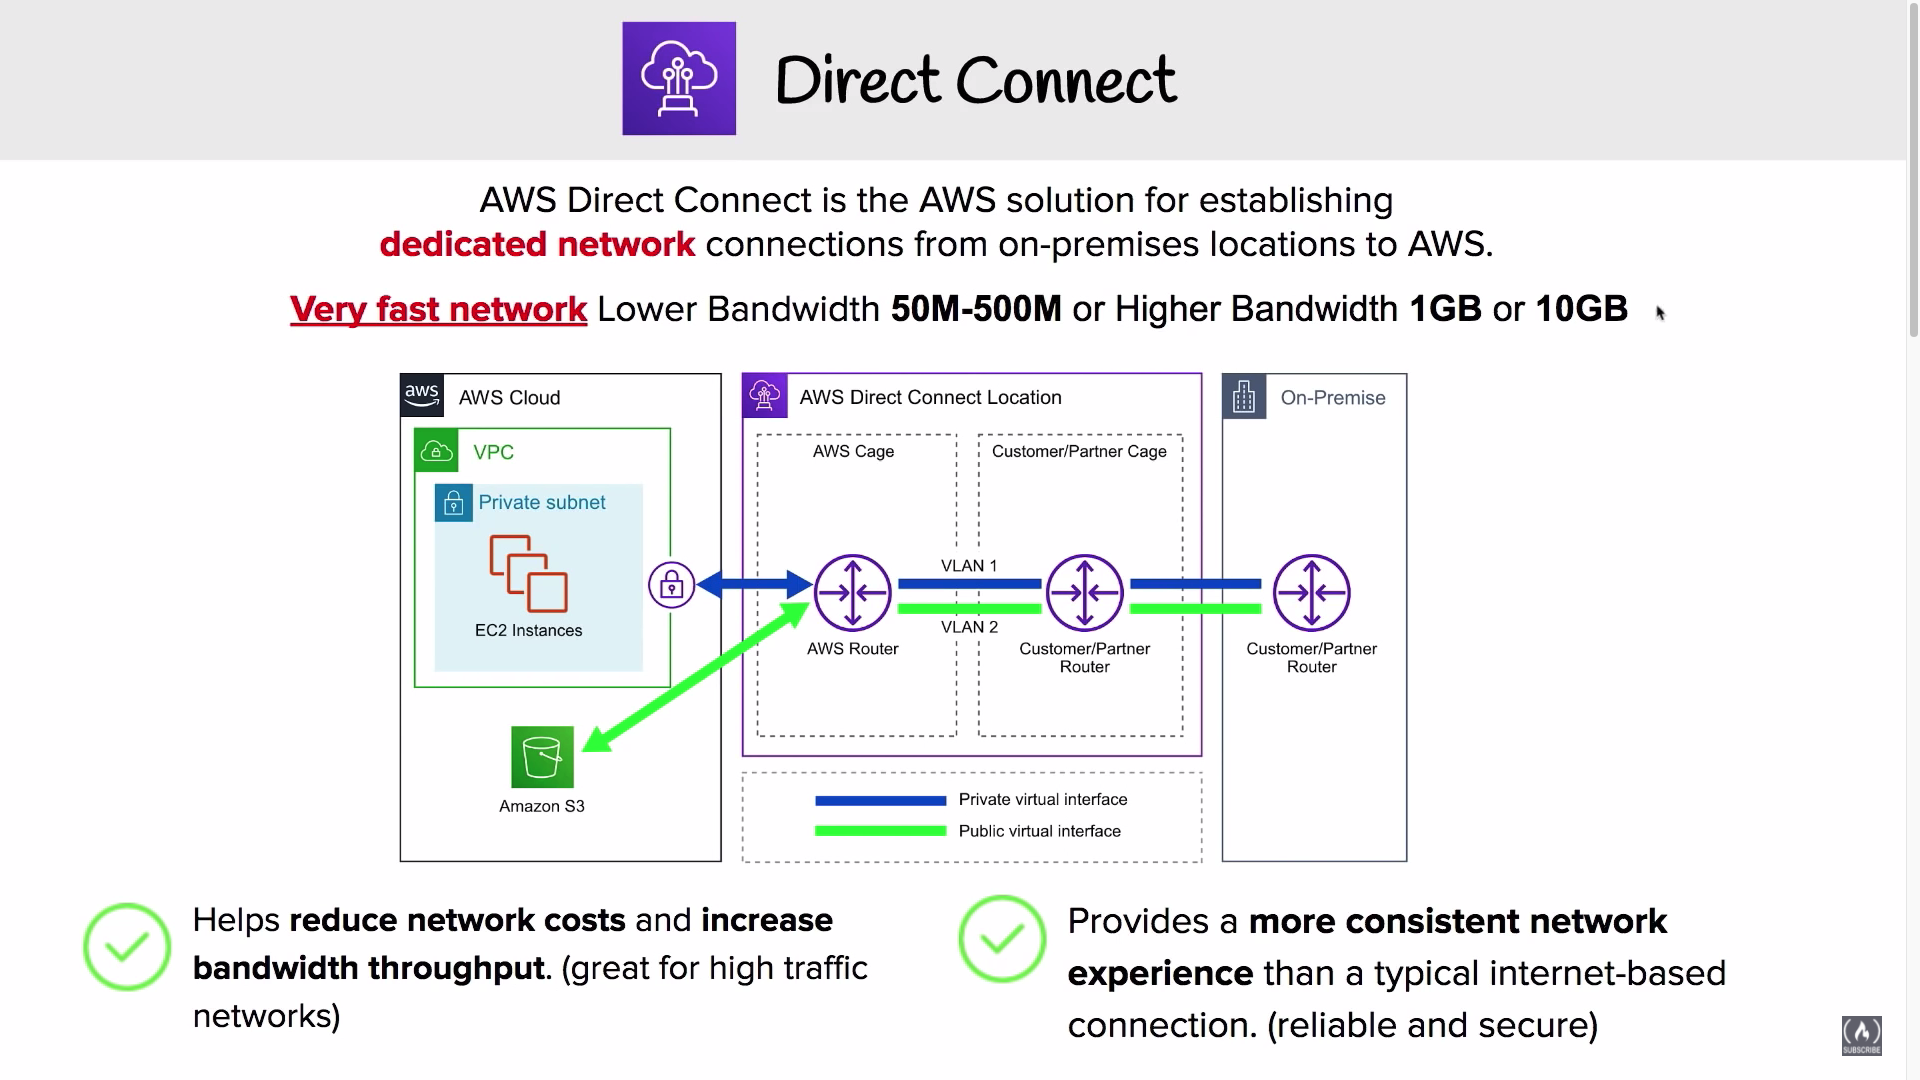 Direct Connect
AWS Direct Connect is the AWS solution for establishing
dedicated network connections from on-premises locations to AWS.
Very fast network Lower Bandwidth 50M-500M or Higher Bandwidth 1GB or 10GB
aws
AWS Cloud
AWS Direct Connect Location
On-Premise
VPC
AWS Cage
Customer/Partner Cage
Private subnet
EC2 Instances
VLAN 1
VLAN 2
AWS Router
Customer/Partner
Router
Customer/Partner
Router
Amazon S3
Private virtual interface
Public virtual interface
Helps reduce network costs and increase
bandwidth throughput. (great for high traffic
networks)
Provides a more consistent network
experience than a typical internet-based
connection. (reliable and secure)
SUBSCRIBE